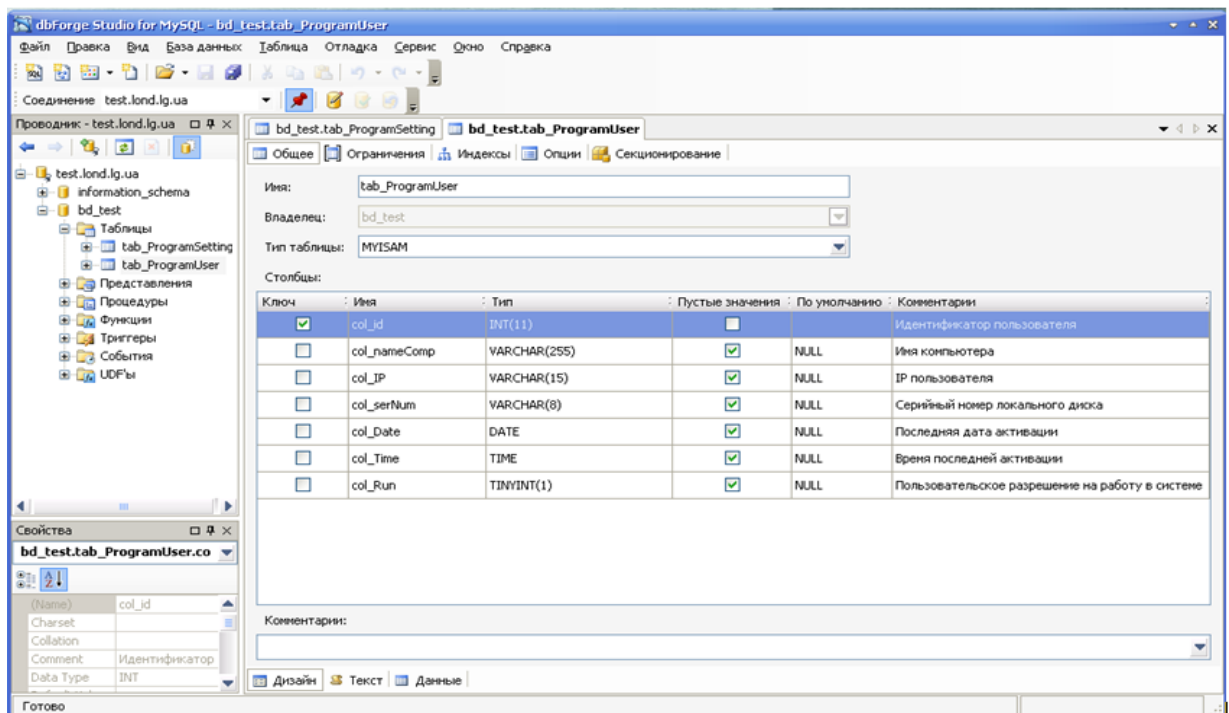 dbForge Studio for MySQL - bd_test.tab_ProgramUser
Файл Правка Вид База данных Таблица Отладка Сервис Окно Справка
Соединение test.lond.lg.ua
Проводник - test.lond.lg.ua
test.lond.lg.ua
information_schema
bd_test
Таблицы
tab_ProgramSetting
tab_ProgramUser
Представления
Процедуры
Функции
Триггеры
События
UDF'ы
Свойства
bd_test.tab_ProgramUser.co
(Name) col_id
Charset
Collation
Comment Идентификатор
Data Type INT
bd_test.tab_ProgramSetting bd_test.tab_ProgramUser
Общее Ограничения Индексы Опции Секционирование
Имя: tab_ProgramUser
Владелец: bd_test
Тип таблицы: MYISAM
Столбцы:
Ключ Имя Тип Пустые значения По умолчанию Комментарии
col_id INT(11) Идентификатор пользователя
col_nameComp VARCHAR(255) NULL Имя компьютера
col_IP VARCHAR(15) NULL IP пользователя
col_serNum VARCHAR(8) NULL Серийный номер локального диска
col_Date DATE NULL Последняя дата активации
col_Time TIME NULL Время последней активации
col_Run TINYINT(1) NULL Пользовательское разрешение на работу в системе
Комментарии:
Дизайн Текст Данные
Готово